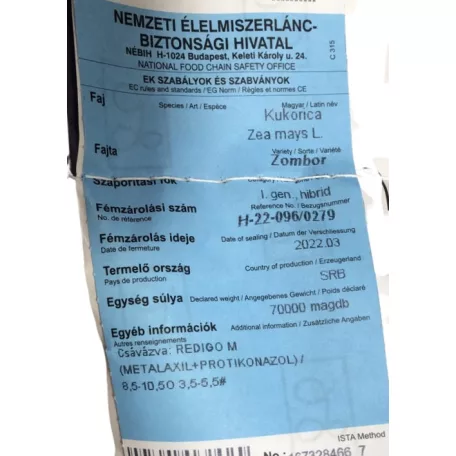 NEMZETI ÉLELMISZERLÁNC-
BIZTONSÁGI HIVATAL
NÉBIH H-1024 Budapest, Keleti Károly u. 24.
NATIONAL FOOD CHAIN SAFETY OFFICE
C 315
EK SZABÁLYOK ÉS SZABVÁNYOK
EC rules and standards / EG Norm / Règles et normes CE
Faj
Species / Art / Espèce
Magyar / Latin név
Kukorica
Zea mays L.
Fajta
Variety / Sorte / Variété
Zombor
Szaporítási fok
I. gen., hibrid
Fémzárolási szám
Reference No. / Bezugsnummer
No. de référence
H-22-096/0279
Fémzárolás ideje
Date of sealing / Datum der Verschliessung
Date de fermeture
2022.03
Termelő ország
Country of production / Erzeugerland
Pays de production
SRB
Egység súlya
Declared weight / Angegebenes Gewicht / Poids déclaré
70000 magdb
Egyéb információk
Additional information / Zusätzliche Angaben
Autres renseignements
Csávázva: REDIGO M
(METALAXIL+PROTIKONAZOL)/
8,5-10,5O 3,5-5,5#
ISTA Method